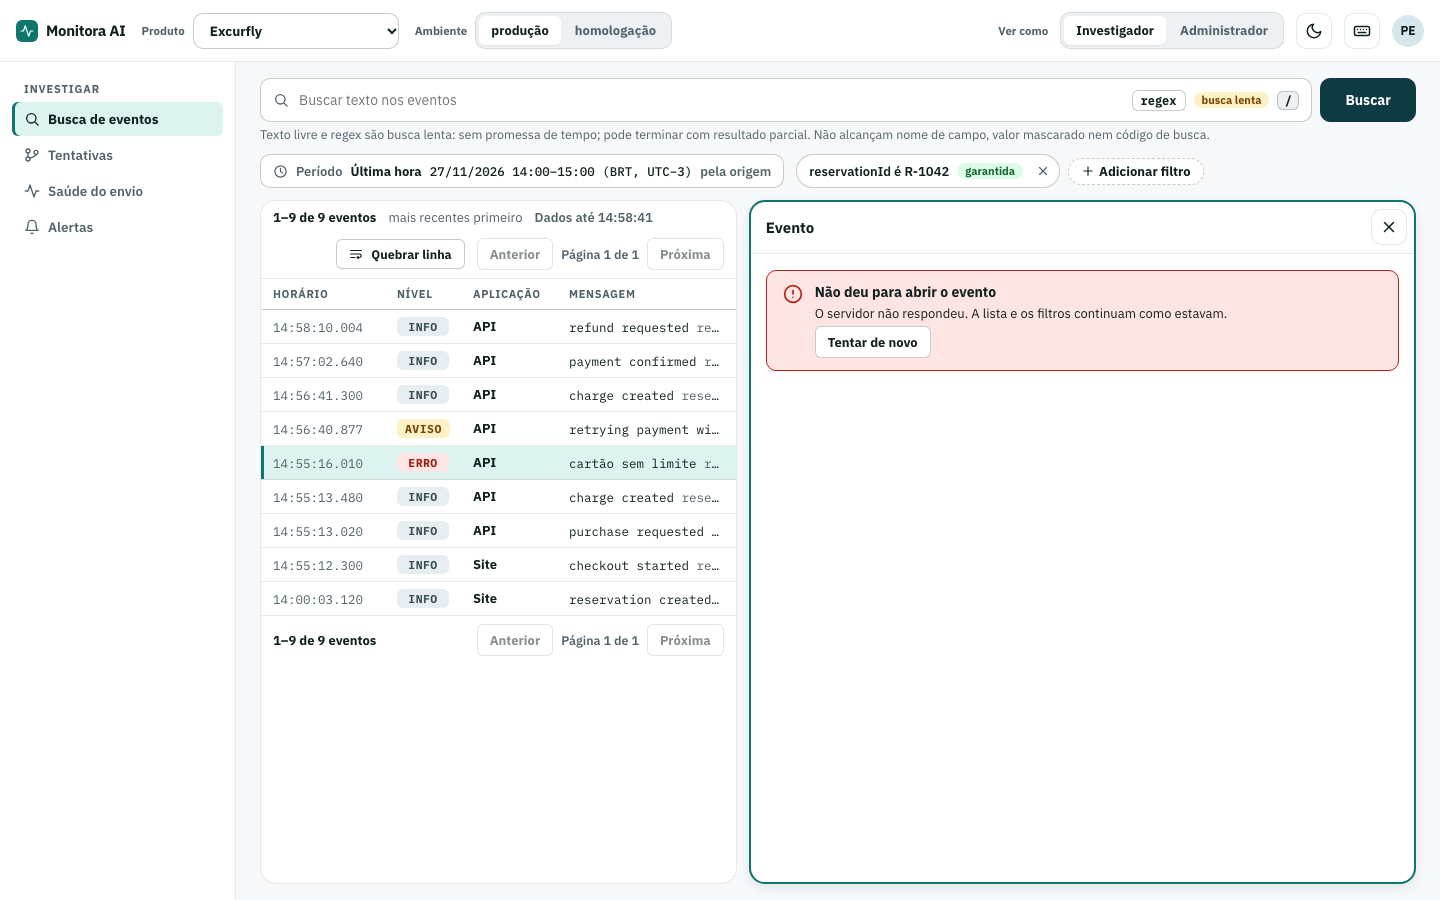 Monitora AI Produto Excurfly Ambiente produção homologação Ver como Investigador Administrador PE
INVESTIGAR
Busca de eventos
Tentativas
Saúde do envio
Alertas
Buscar texto nos eventos regex busca lenta / Buscar
Texto livre e regex são busca lenta: sem promessa de tempo; pode terminar com resultado parcial. Não alcançam nome de campo, valor mascarado nem código de busca.
Período Última hora 27/11/2026 14:00–15:00 (BRT, UTC−3) pela origem reservationId é R-1042 garantida Adicionar filtro
1–9 de 9 eventos mais recentes primeiro Dados até 14:58:41
Quebrar linha Anterior Página 1 de 1 Próxima
HORÁRIO NÍVEL APLICAÇÃO MENSAGEM
14:58:10.004 INFO API refund requested re…
14:57:02.640 INFO API payment confirmed r…
14:56:41.300 INFO API charge created rese…
14:56:40.877 AVISO API retrying payment wi…
14:55:16.010 ERRO API cartão sem limite r…
14:55:13.480 INFO API charge created rese…
14:55:13.020 INFO API purchase requested …
14:55:12.300 INFO Site checkout started re…
14:00:03.120 INFO Site reservation created…
1–9 de 9 eventos Anterior Página 1 de 1 Próxima
Evento
Não deu para abrir o evento
O servidor não respondeu. A lista e os filtros continuam como estavam.
Tentar de novo